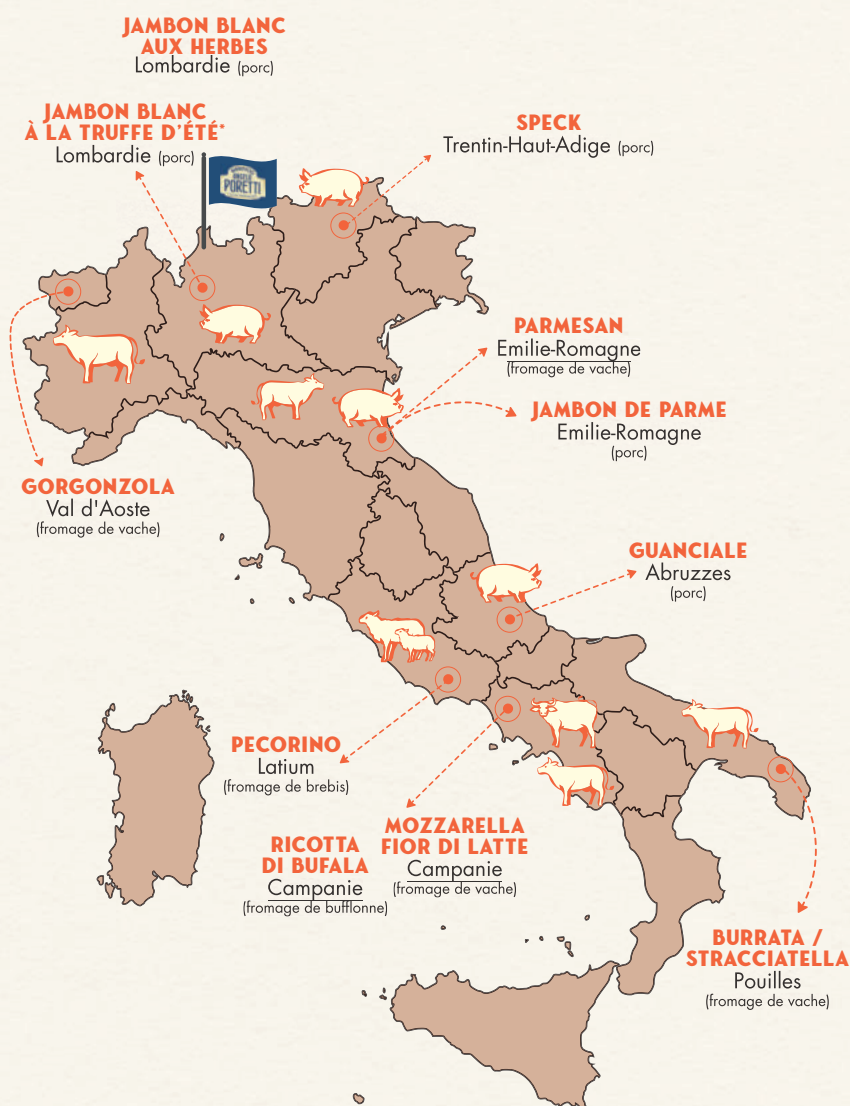 JAMBON BLANC
AUX HERBES
Lombardie (porc)
JAMBON BLANC
À LA TRUFFE D'ÉTÉ*
Lombardie (porc)
ANGELO
PORETTI
SPECK
Trentin-Haut-Adige (porc)
PARMESAN
Emilie-Romagne
(fromage de vache)
JAMBON DE PARME
Emilie-Romagne
(porc)
GORGONZOLA
Val d'Aoste
(fromage de vache)
GUANCIALE
Abruzzes
(porc)
PECORINO
Latium
(fromage de brebis)
MOZZARELLA
FIOR DI LATTE
Campanie
(fromage de vache)
RICOTTA
DI BUFALA
Campanie
(fromage de bufflonne)
BURRATA /
STRACCIATELLA
Pouilles
(fromage de vache)